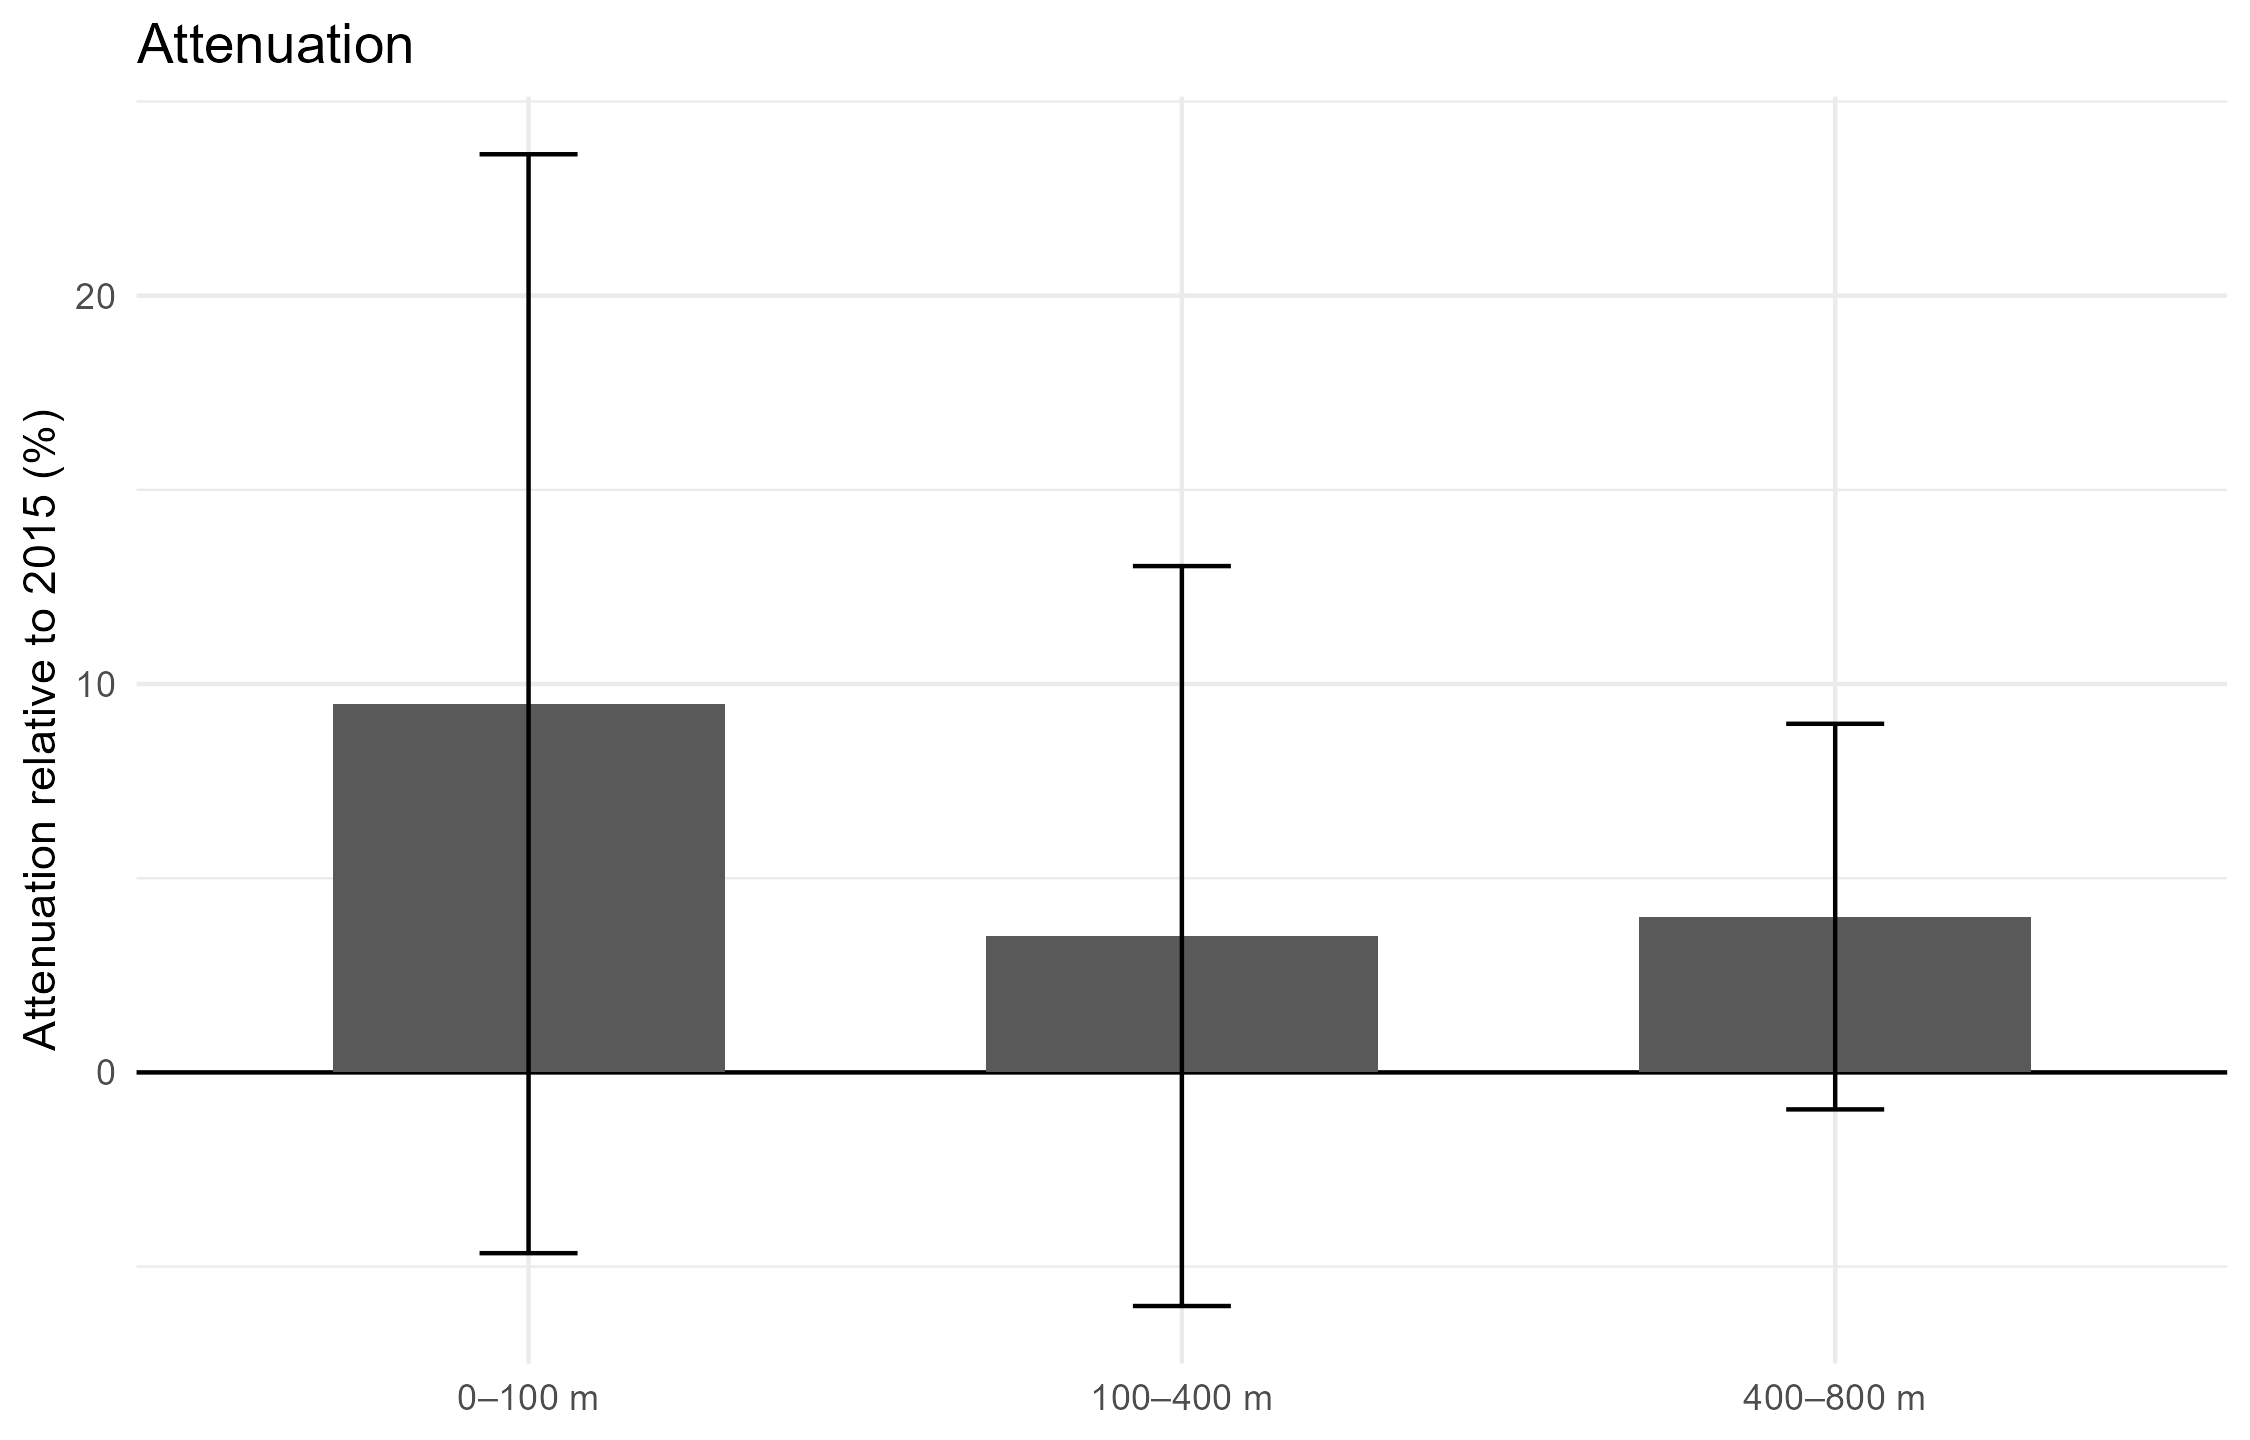 Attenuation
Attenuation relative to 2015 (%)
20
10
0
0–100 m
100–400 m
400–800 m